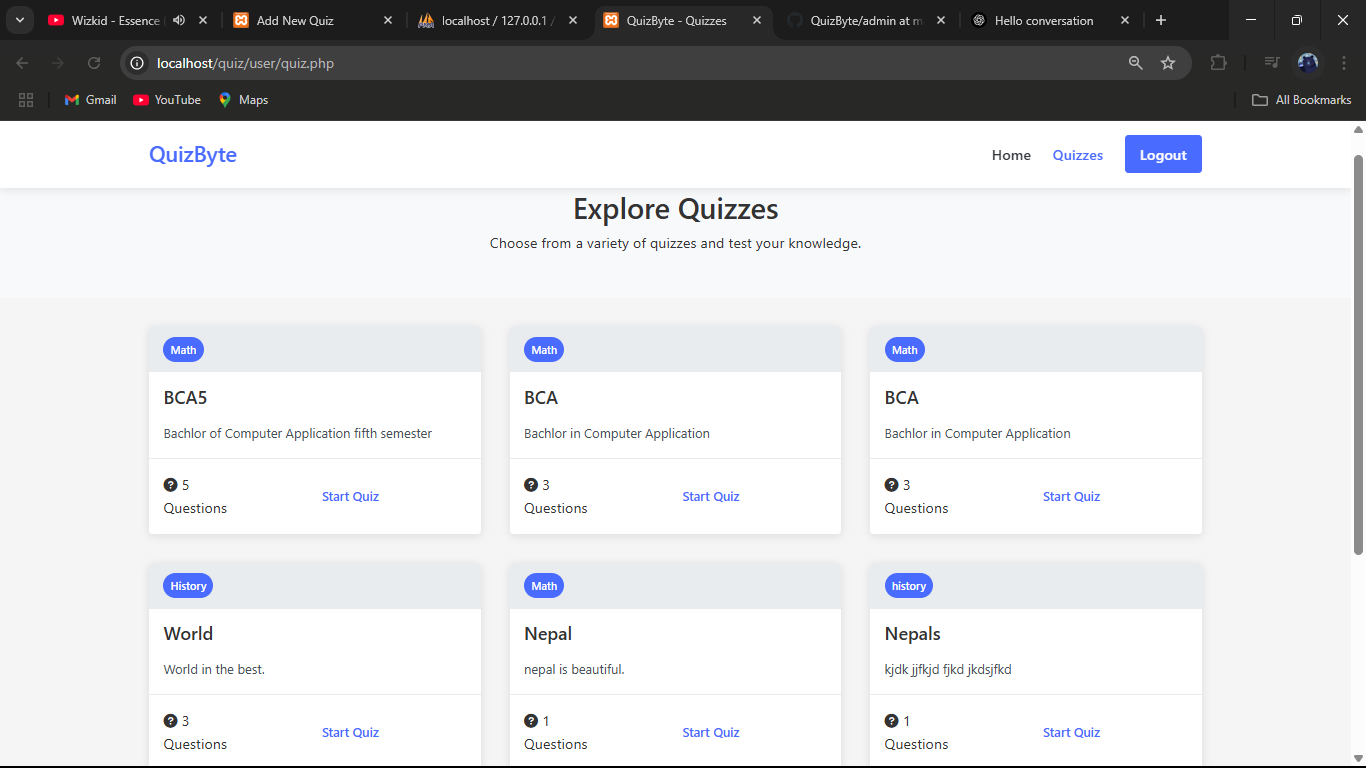 Wizkid - Essence
Add New Quiz
localhost / 127.0.0.1 /
QuizByte - Quizzes
QuizByte/admin at m
Hello conversation
localhost/quiz/user/quiz.php
Gmail
YouTube
Maps
All Bookmarks
QuizByte
Home
Quizzes
Logout
Explore Quizzes
Choose from a variety of quizzes and test your knowledge.
Math
BCA5
Bachlor of Computer Application fifth semester
5
Questions
Start Quiz
Math
BCA
Bachlor in Computer Application
3
Questions
Start Quiz
Math
BCA
Bachlor in Computer Application
3
Questions
Start Quiz
History
World
World in the best.
3
Questions
Start Quiz
Math
Nepal
nepal is beautiful.
1
Questions
Start Quiz
history
Nepals
kjdk jjfkjd fjkd jkdsjfkd
1
Questions
Start Quiz